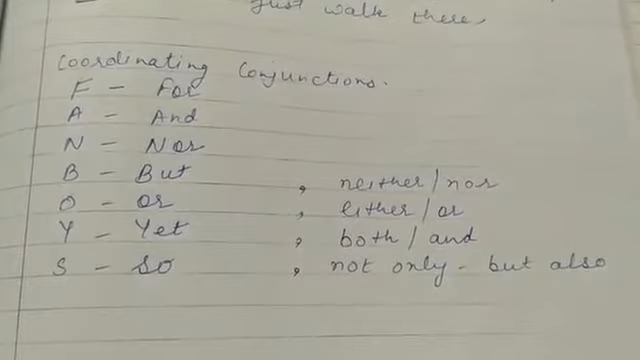 Just walk there,
Coordinating Conjunctions.
F - For
A - And
N - Nor
B - But , neither / nor
O - or , either / or
Y - Yet , both / and
S - So , not only - but also